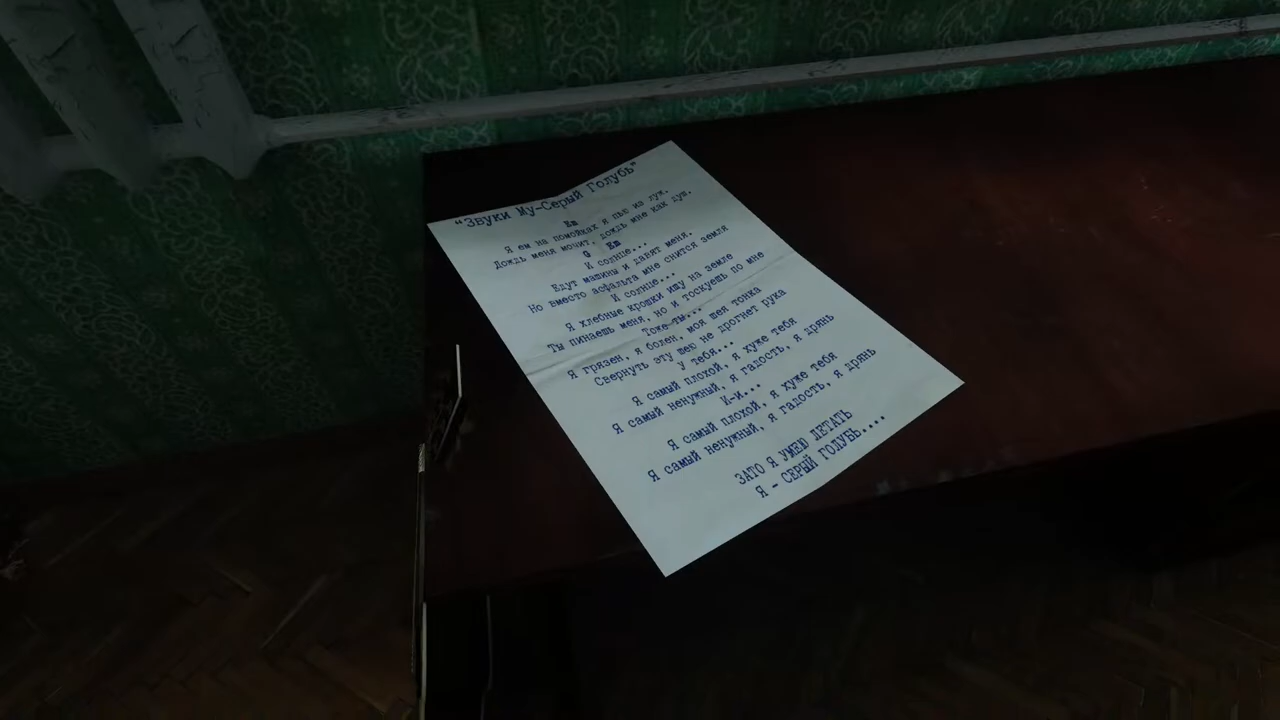 "Звуки Му-Серый Голубь"
Em
Я ем на помойках я пью из луж.
Дождь меня мочит, дождь мне как душ.
G Em
И солнце...
Едут машины и давят меня.
Но вместо асфальта мне снится земля
И солнце...
Я хлебные крошки ищу на земле
Ты пинаешь меня, но и тоскуешь по мне
Тоже-ты...
Я грязен, я болен, моя шея тонка
Свернуть эту шею не дрогнет рука
У тебя...
Я самый плохой, я хуже тебя
Я самый ненужный, я гадость, я дрянь
К-и...
Я самый плохой, я хуже тебя
Я самый ненужный, я гадость, я дрянь
ЗАТО Я УМЕЮ ЛЕТАТЬ
Я - СЕРЫЙ ГОЛУБЬ....